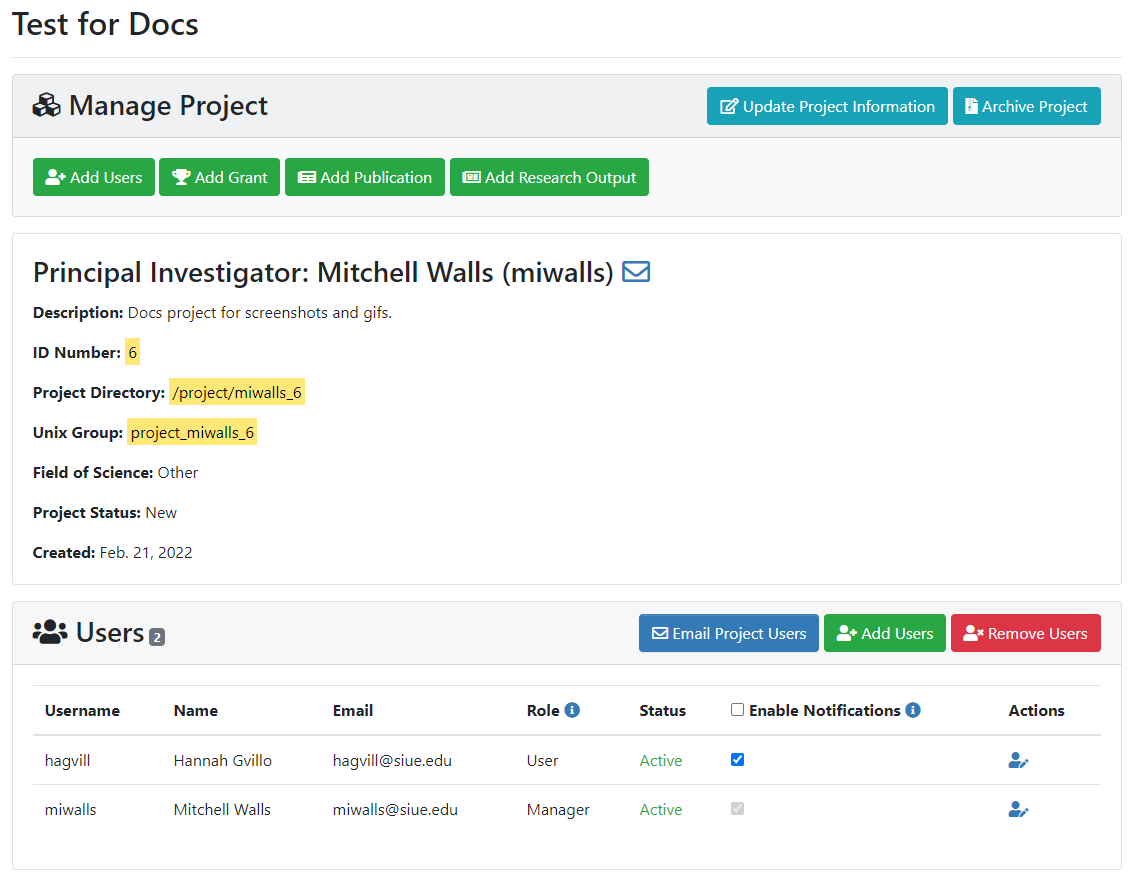 Test for Docs
Manage Project Update Project Information Archive Project
Add Users Add Grant Add Publication Add Research Output
Principal Investigator: Mitchell Walls (miwalls)
Description: Docs project for screenshots and gifs.
ID Number: 6
Project Directory: /project/miwalls_6
Unix Group: project_miwalls_6
Field of Science: Other
Project Status: New
Created: Feb. 21, 2022
Users 2 Email Project Users Add Users Remove Users
Username Name Email Role Status Enable Notifications Actions
hagvill Hannah Gvillo hagvill@siue.edu User Active
miwalls Mitchell Walls miwalls@siue.edu Manager Active